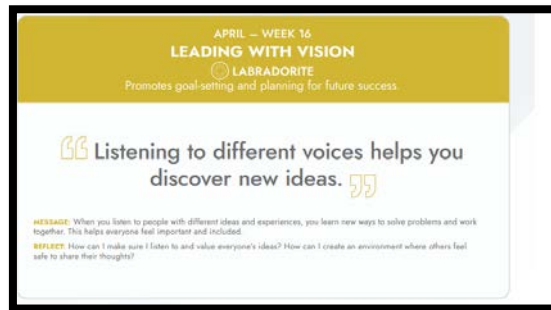 APRIL – WEEK 16
LEADING WITH VISION
LABRADORITE
Promotes goal-setting and planning for future success.
“ Listening to different voices helps you
discover new ideas. ”
MESSAGE: When you listen to people with different ideas and experiences, you learn new ways to solve problems and work
together. This helps everyone feel important and included.
REFLECT: How can I make sure I listen to and value everyone's ideas? How can I create an environment where others feel
safe to share their thoughts?